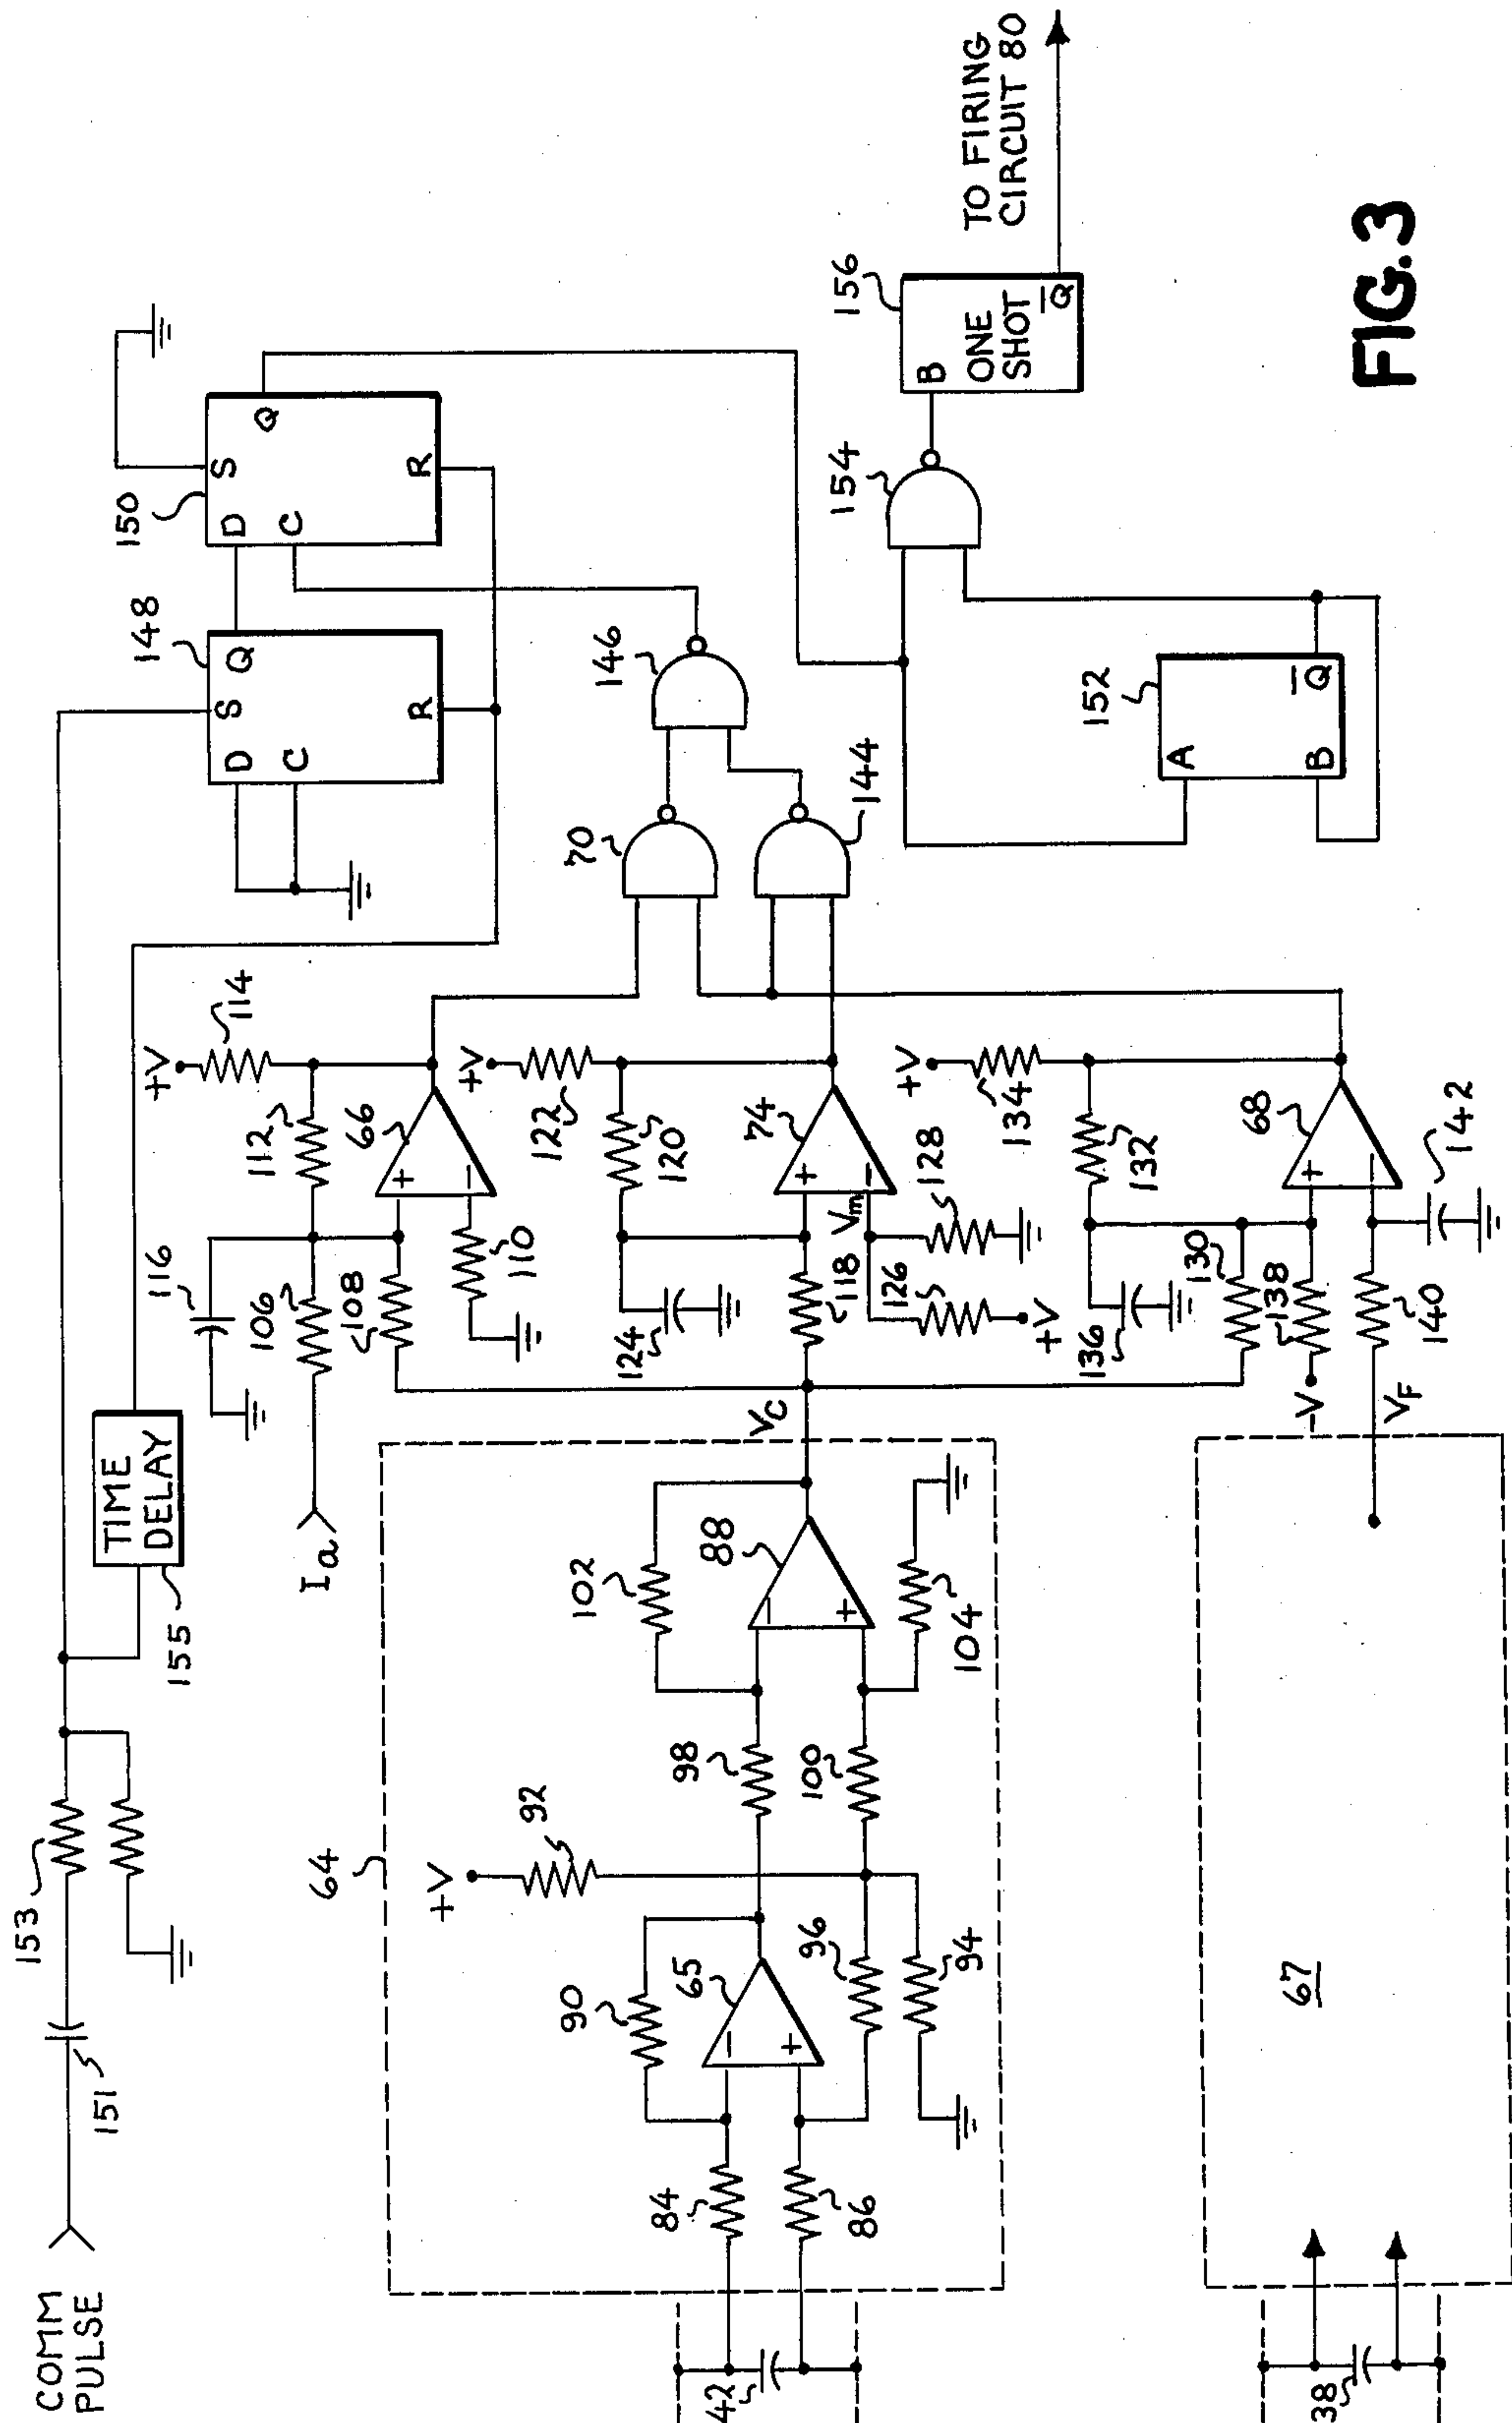 COMM
PULSE
151
153
155
TIME
DELAY
Ia
116
106
108
110
112
114
+V
66
148
D
C
S
Q
R
150
D
C
S
Q
R
64
+V
92
90
65
−
+
84
86
96
94
98
100
102
88
−
+
104
VC
42
+
−
+V
122
120
124
118
74
+
−
Vm
126
128
+V
+V
134
132
136
130
138
−V
140
VF
68
+
−
142
67
38
70
144
146
152
A
B
Q
154
156
B
ONE
SHOT
Q
TO FIRING
CIRCUIT 80
FIG.3